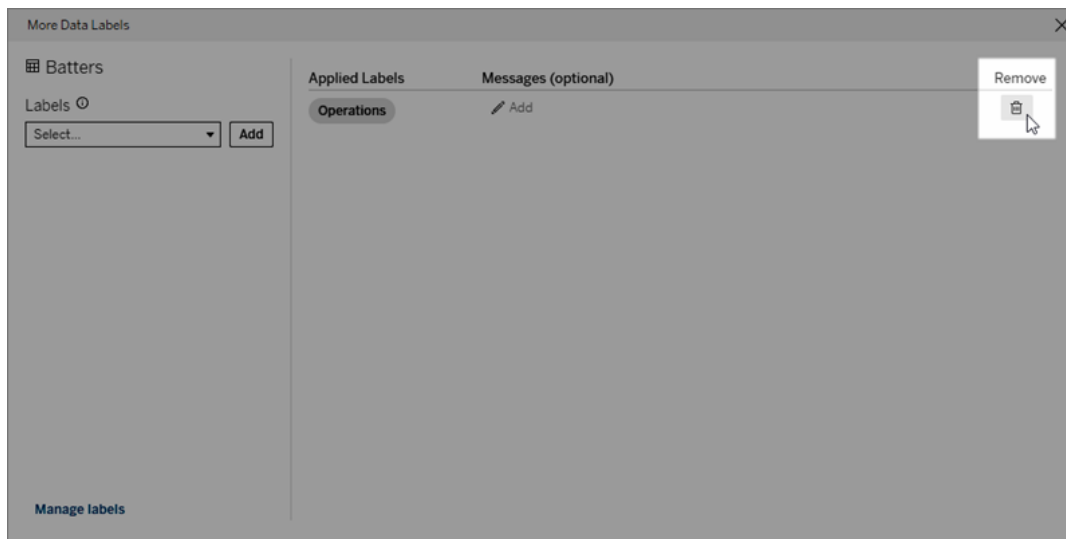 More Data Labels
Batters
Labels
Select...
Add
Manage labels
Applied Labels Messages (optional) Remove
Operations Add